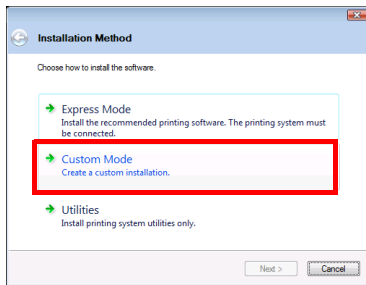 Installation Method
Choose how to install the software.
Express Mode
Install the recommended printing software. The printing system must
be connected.
Custom Mode
Create a custom installation.
Utilities
Install printing system utilities only.
Next >
Cancel